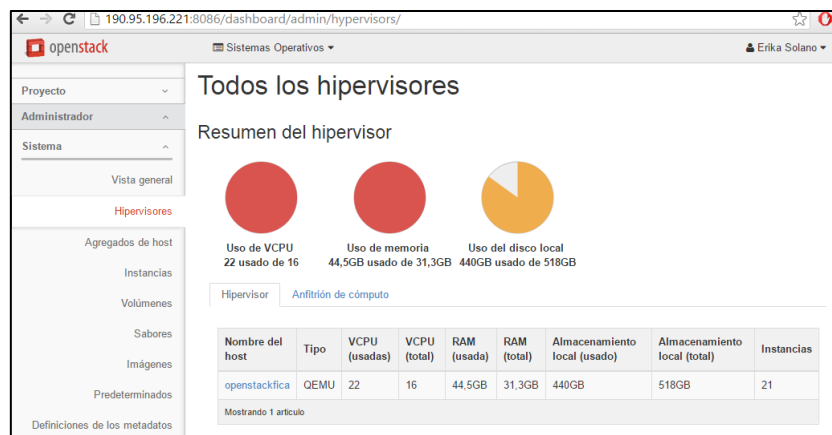 190.95.196.221:8086/dashboard/admin/hypervisors/
openstack
Sistemas Operativos
Erika Solano
Proyecto
Administrador
Sistema
Vista general
Hipervisores
Agregados de host
Instancias
Volúmenes
Sabores
Imágenes
Predeterminados
Definiciones de los metadatos
Todos los hipervisores
Resumen del hipervisor
Uso de VCPU
22 usado de 16
Uso de memoria
44,5GB usado de 31,3GB
Uso del disco local
440GB usado de 518GB
Hipervisor Anfitrión de cómputo
Nombre del host Tipo VCPU (usadas) VCPU (total) RAM (usada) RAM (total) Almacenamiento local (usado) Almacenamiento local (total) Instancias
openstackfica QEMU 22 16 44,5GB 31,3GB 440GB 518GB 21
Mostrando 1 artículo